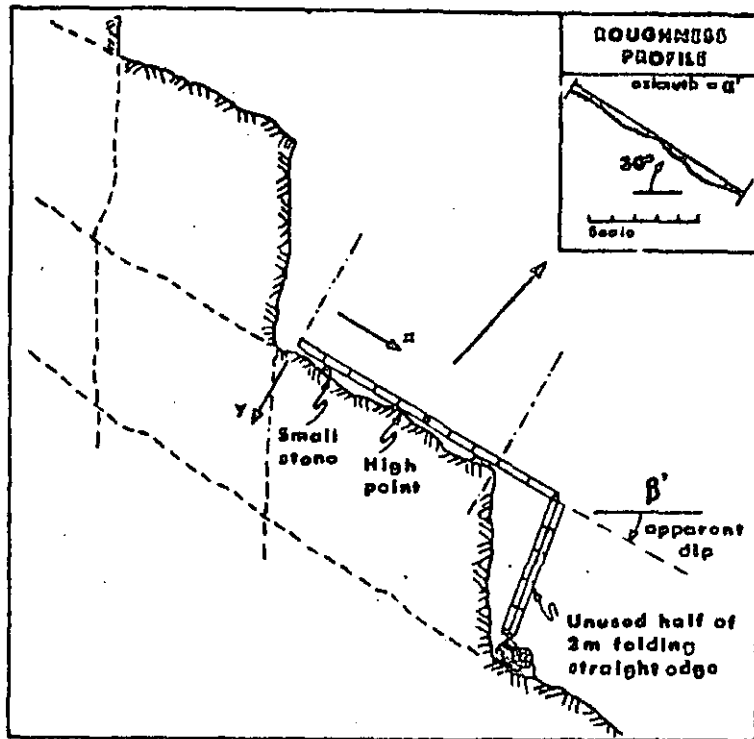 ROUGHNESS
PROFILE
azimuth = α'
30°
Scale
x
Y
Small
stone
High
point
β'
apparent
dip
Unused half of
2m folding
straight edge